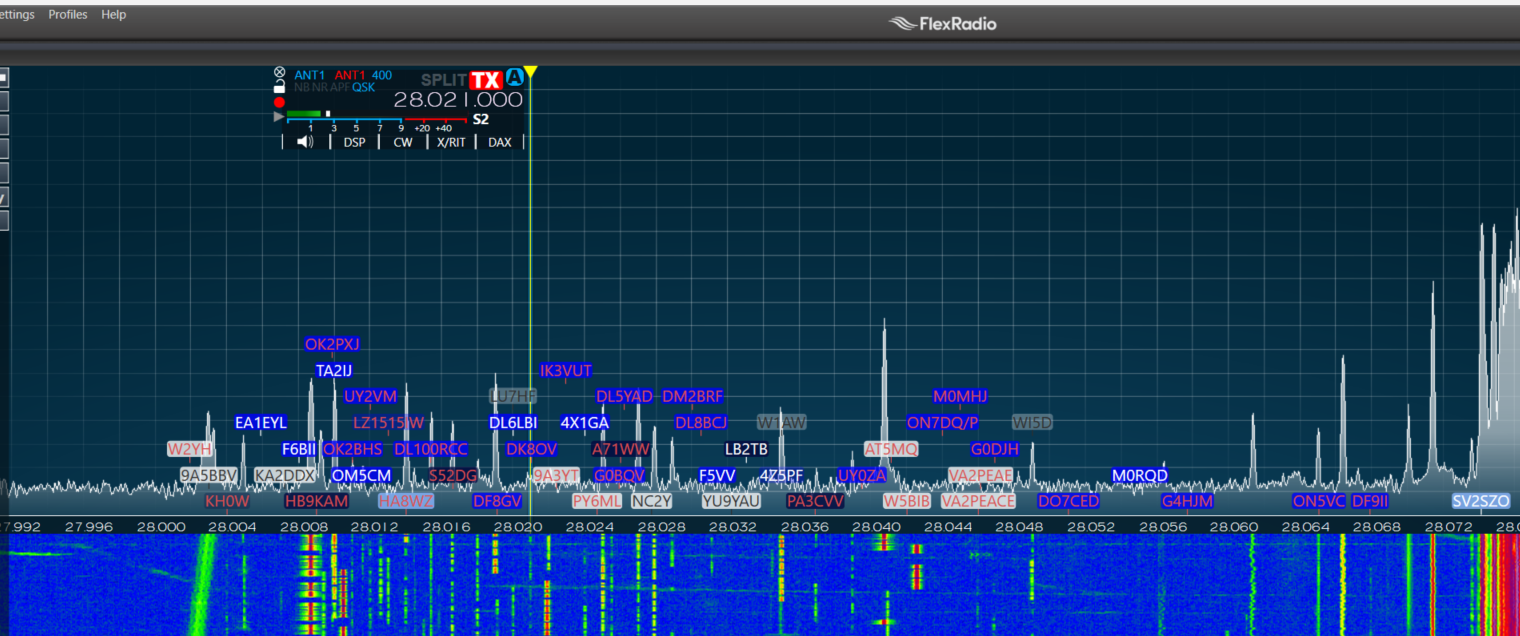 ettings Profiles Help
FlexRadio
ANT1 ANT1 400 SPLIT TX A
NB NR APF QSK
28.021.000
S2
1 3 5 7 9 +20 +40
DSP CW X/RIT DAX
OK2PXJ
TA2IJ IK3VUT
UY2VM LU7HF DL5YAD DM2BRF M0MHJ
EA1EYL LZ1515IW DL6LBI 4X1GA DL8BCJ W1AW ON7DQ/P WI5D
W2YH F6BII OK2BHS DL100RCC DK8OV A71WW LB2TB AT5MQ G0DJH
9A5BBV KA2DDX OM5CM S52DG 9A3YT G0BQV F5VV 4Z5PF UY0ZA VA2PEAE M0RQD
KH0W HB9KAM HA8WZ DF8GV PY6ML NC2Y YU9YAU PA3CVV W5BIB VA2PEACE DO7CED G4HJM ON5VC DF9II SV2SZO
27.992 27.996 28.000 28.004 28.008 28.012 28.016 28.020 28.024 28.028 28.032 28.036 28.040 28.044 28.048 28.052 28.056 28.060 28.064 28.068 28.072 28.0